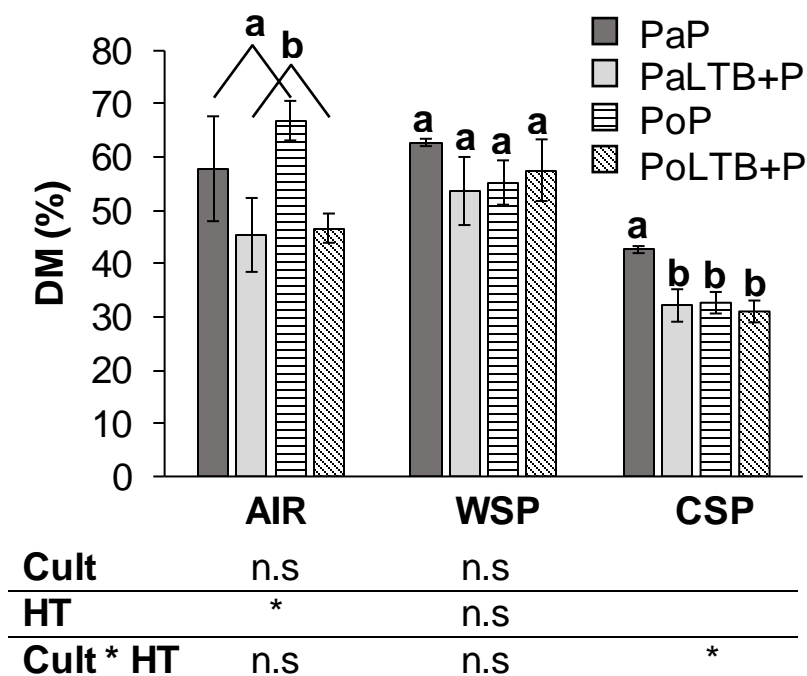 a
b
80
70
60
50
40
30
20
10
0
DM (%)
PaP
PaLTB+P
PoP
PoLTB+P
a a a a
a b b b
AIR WSP CSP
Cult n.s n.s
HT * n.s
Cult * HT n.s n.s *